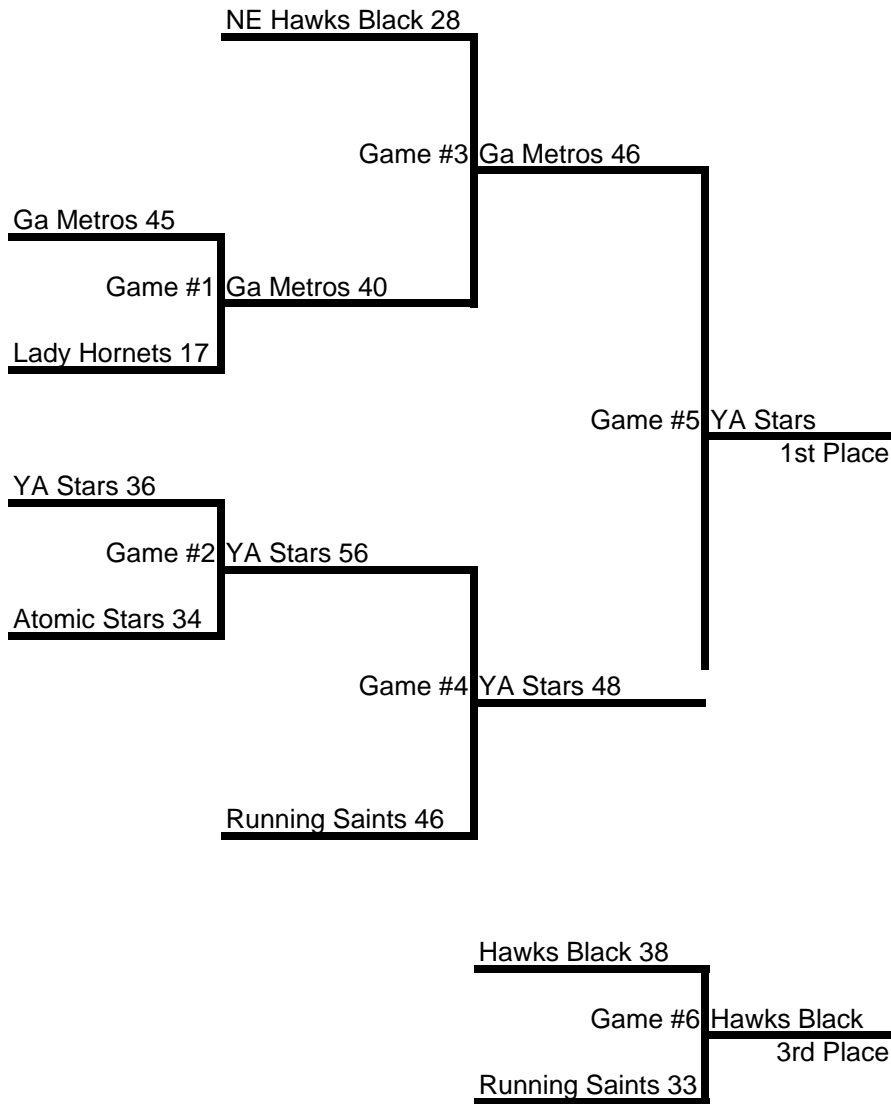 NE Hawks Black 28
Game #3 Ga Metros 46
Ga Metros 45
Game #1 Ga Metros 40
Lady Hornets 17
Game #5 YA Stars
1st Place
YA Stars 36
Game #2 YA Stars 56
Atomic Stars 34
Game #4 YA Stars 48
Running Saints 46
Hawks Black 38
Game #6 Hawks Black
3rd Place
Running Saints 33